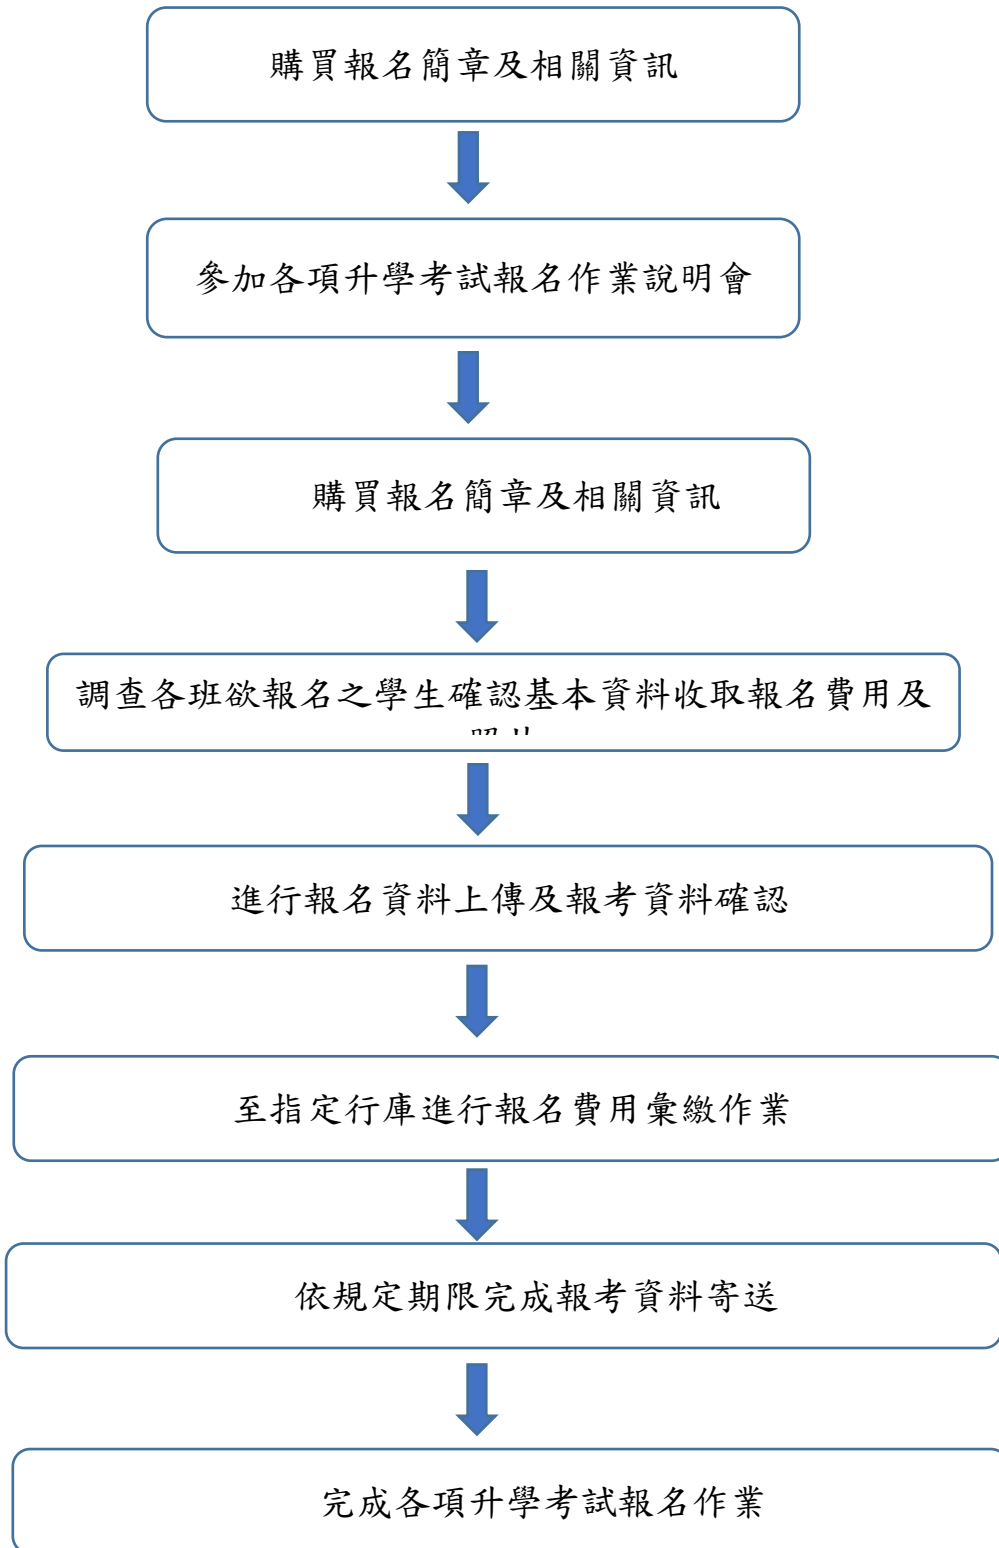 購買報名簡章及相關資訊
參加各項升學考試報名作業說明會
購買報名簡章及相關資訊
調查各班欲報名之學生確認基本資料收取報名費用及
進行報名資料上傳及報考資料確認
至指定行庫進行報名費用彙繳作業
依規定期限完成報考資料寄送
完成各項升學考試報名作業